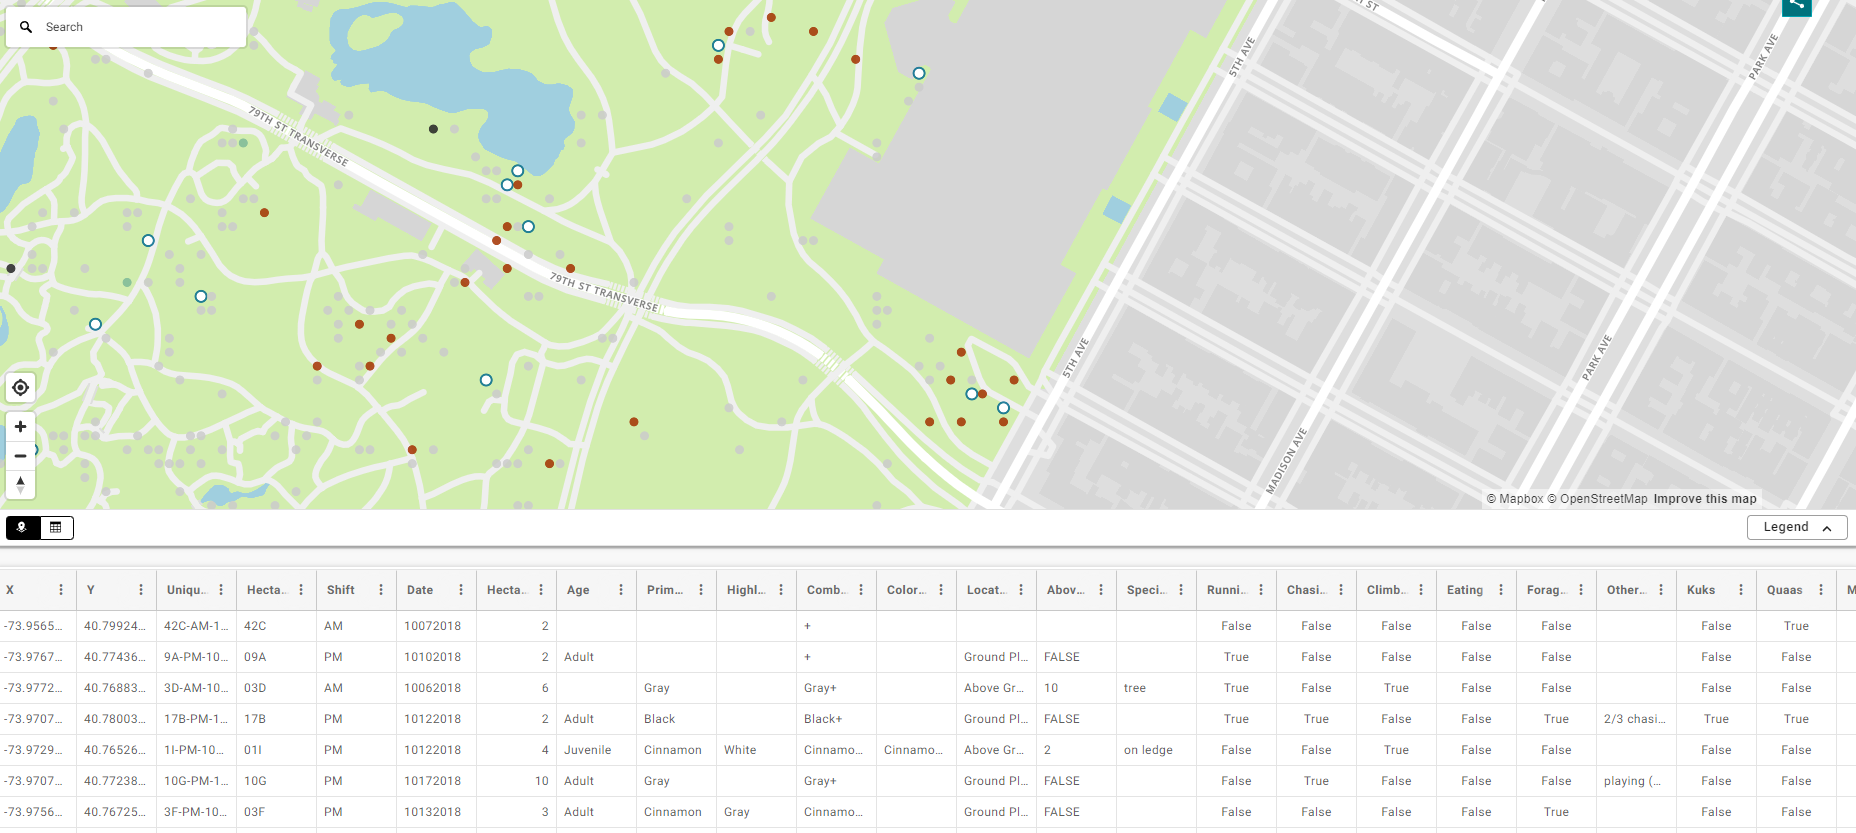 Search
ST
5TH AVE
PARK AVE
79TH ST TRANSVERSE
79TH ST TRANSVERSE
5TH AVE
PARK AVE
MADISON AVE
© Mapbox © OpenStreetMap Improve this map
Legend
X Y Uniqu... Hecta... Shift Date Hecta... Age Prim... Highl... Comb... Color... Locat... Abov... Speci... Runni... Chasi... Climb... Eating Forag... Other... Kuks Quaas M
-73.9565... 40.79924... 42C-AM-1... 42C AM 10072018 2 + False False False False False False True
-73.9767... 40.77436... 9A-PM-10... 09A PM 10102018 2 Adult + Ground Pl... FALSE True False False False False False False
-73.9772... 40.76883... 3D-AM-10... 03D AM 10062018 6 Gray Gray+ Above Gr... 10 tree True False True False False False False
-73.9707... 40.78003... 17B-PM-1... 17B PM 10122018 2 Adult Black Black+ Ground Pl... FALSE True True False False True 2/3 chasi... True True
-73.9729... 40.76526... 1I-PM-10... 01I PM 10122018 4 Juvenile Cinnamon White Cinnamo... Cinnamo... Above Gr... 2 on ledge False False True False False False False
-73.9707... 40.77238... 10G-PM-1... 10G PM 10172018 10 Adult Gray Gray+ Ground Pl... FALSE False True False False False playing (... False False
-73.9756... 40.76725... 3F-PM-10... 03F PM 10132018 3 Adult Cinnamon Gray Cinnamo... Ground Pl... FALSE False False False False True False False